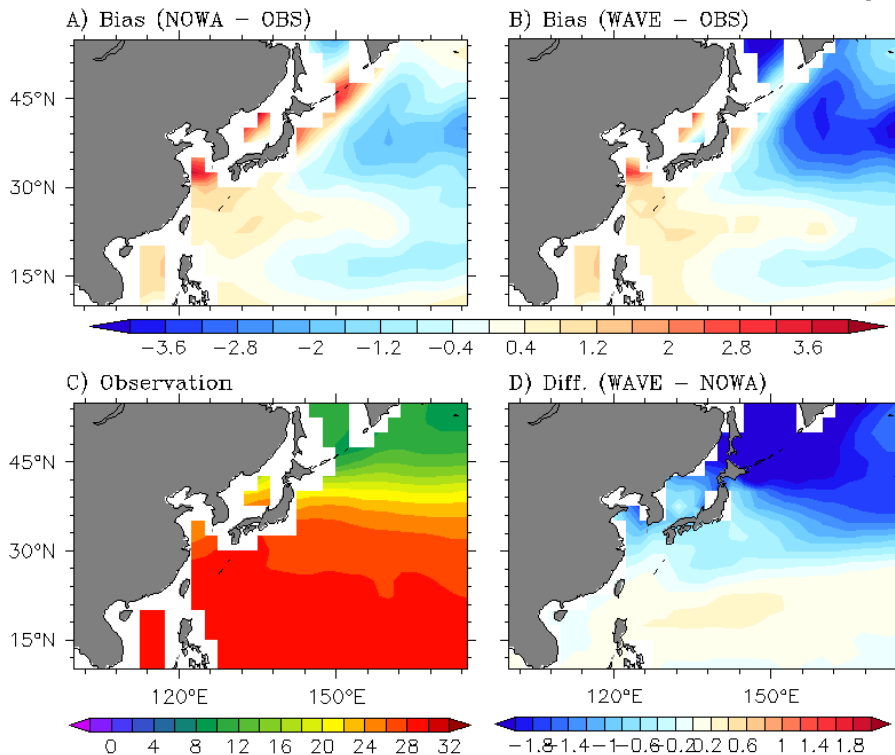 A) Bias (NOWA − OBS)
B) Bias (WAVE − OBS)
45°N
30°N
15°N
−3.6 −2.8 −2 −1.2 −0.4 0.4 1.2 2 2.8 3.6
C) Observation
D) Diff. (WAVE − NOWA)
45°N
30°N
15°N
120°E 150°E
120°E 150°E
0 4 8 12 16 20 24 28 32
−1.8 −1.4 −1 −0.6 −0.2 0.2 0.6 1 1.4 1.8